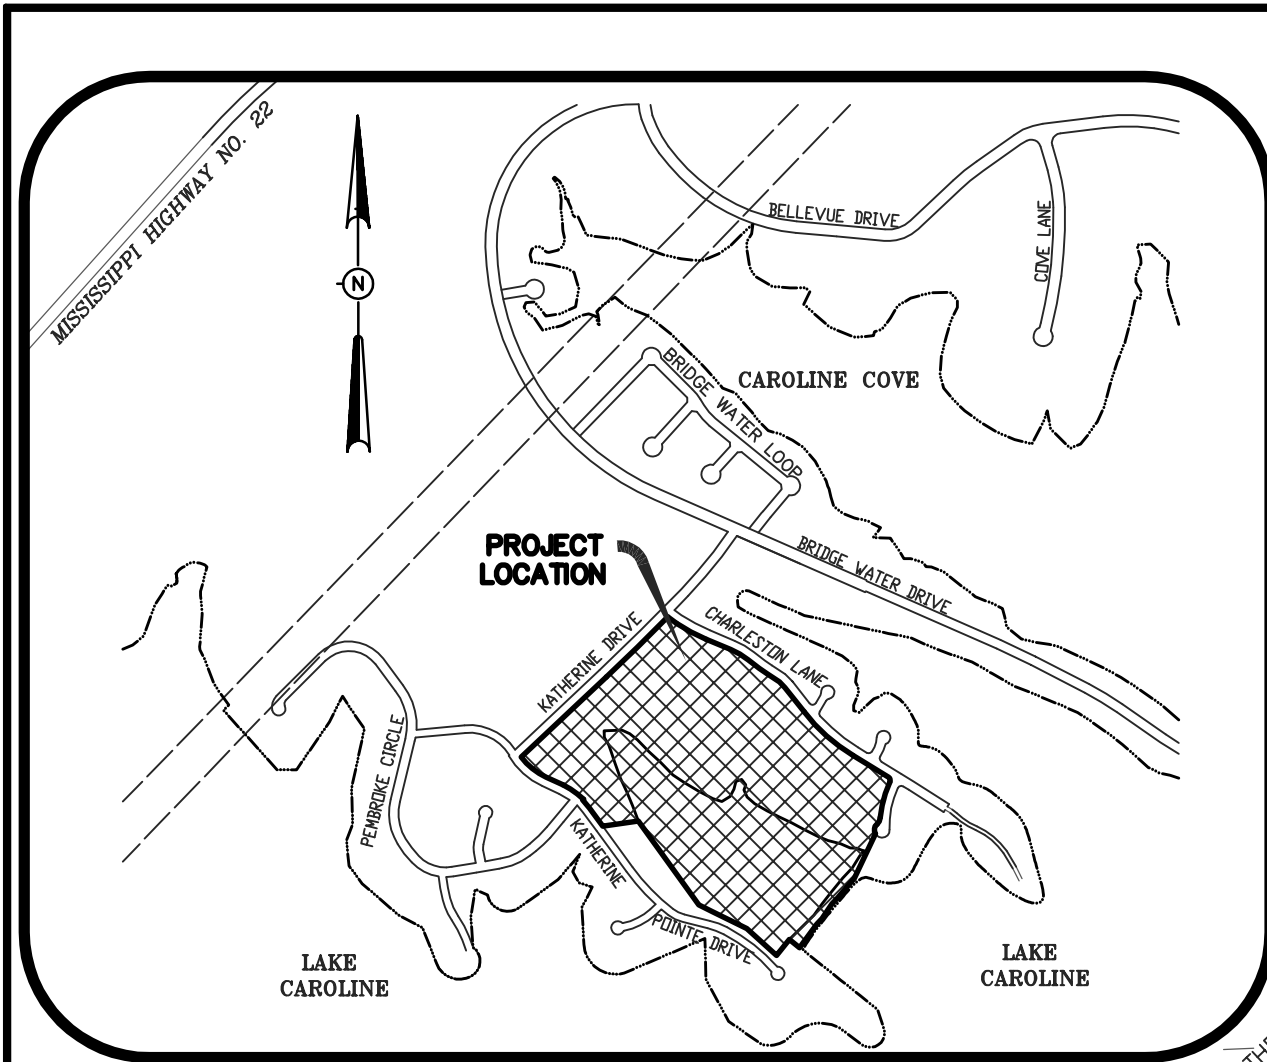 MISSISSIPPI HIGHWAY NO. 22
N
BELLEVUE DRIVE
COVE LANE
BRIDGE WATER LOOP
CAROLINE COVE
PROJECT
LOCATION
BRIDGE WATER DRIVE
CHARLESTON LANE
KATHERINE DRIVE
PEMBROKE CIRCLE
KATHERINE
POINTE DRIVE
LAKE
CAROLINE
LAKE
CAROLINE